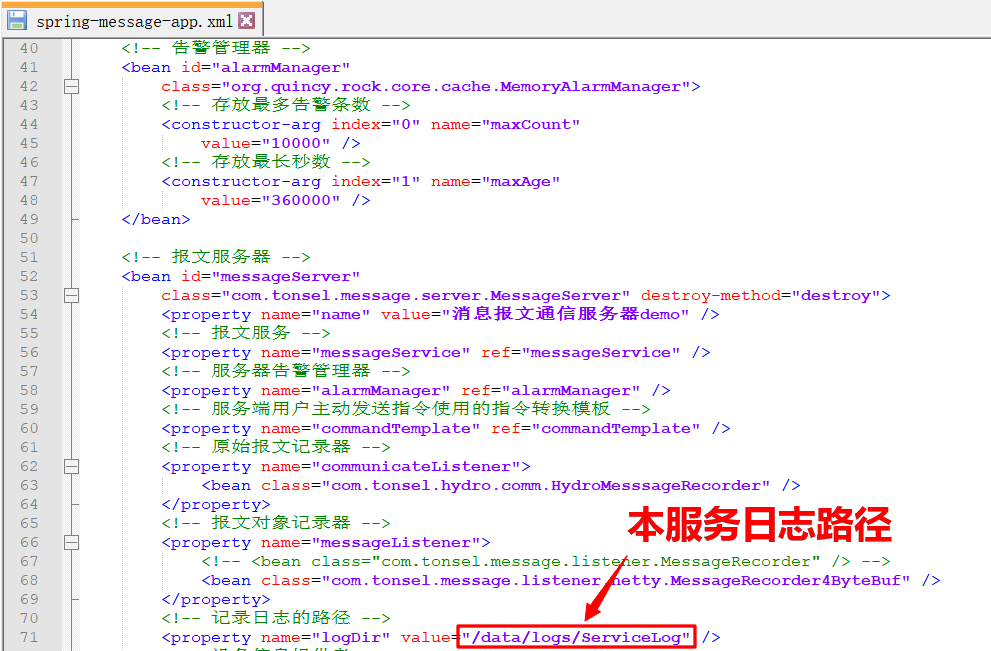 spring-message-app.xml
40 <!-- 告警管理器 -->
41 <bean id="alarmManager"
42 class="org.quincy.rock.core.cache.MemoryAlarmManager">
43 <!-- 存放最多告警条数 -->
44 <constructor-arg index="0" name="maxCount"
45 value="10000" />
46 <!-- 存放最长秒数 -->
47 <constructor-arg index="1" name="maxAge"
48 value="360000" />
49 </bean>
50
51 <!-- 报文服务器 -->
52 <bean id="messageServer"
53 class="com.tonsel.message.server.MessageServer" destroy-method="destroy">
54 <property name="name" value="消息报文通信服务器demo" />
55 <!-- 报文服务 -->
56 <property name="messageService" ref="messageService" />
57 <!-- 服务器告警管理器 -->
58 <property name="alarmManager" ref="alarmManager" />
59 <!-- 服务端用户主动发送指令使用的指令转换模板 -->
60 <property name="commandTemplate" ref="commandTemplate" />
61 <!-- 原始报文记录器 -->
62 <property name="communicateListener">
63 <bean class="com.tonsel.hydro.comm.HydroMesssageRecorder" />
64 </property>
65 <!-- 报文对象记录器 -->
本服务日志路径
66 <property name="messageListener">
67 <!-- <bean class="com.tonsel.message.listener.MessageRecorder" /> -->
68 <bean class="com.tonsel.message.listener.netty.MessageRecorder4ByteBuf" />
69 </property>
70 <!-- 记录日志的路径 -->
71 <property name="logDir" value="/data/logs/ServiceLog" />